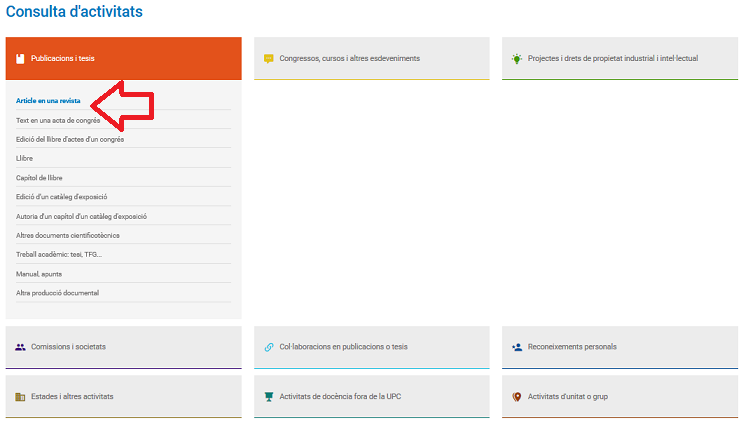 Consulta d'activitats
Publicacions i tesis
Congressos, cursos i altres esdeveniments
Projectes i drets de propietat industrial i intel·lectual
Article en una revista
Text en una acta de congrés
Edició del llibre d'actes d'un congrés
Llibre
Capítol de llibre
Edició d'un catàleg d'exposició
Autoria d'un capítol d'un catàleg d'exposició
Altres documents cientificotècnics
Treball acadèmic: tesi, TFG...
Manual, apunts
Altra producció documental
Comissions i societats
Col·laboracions en publicacions o tesis
Reconeixements personals
Estades i altres activitats
Activitats de docència fora de la UPC
Activitats d'unitat o grup